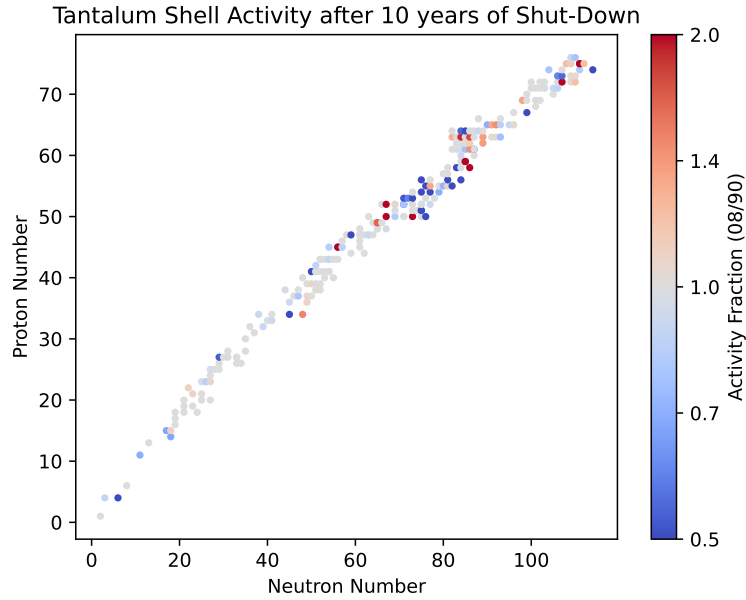 Tantalum Shell Activity after 10 years of Shut-Down
2.0
70
60
1.4
50
40
1.0
30
20
0.7
10
0
0.5
0 20 40 60 80 100
Proton Number
Neutron Number
Activity Fraction (08/90)